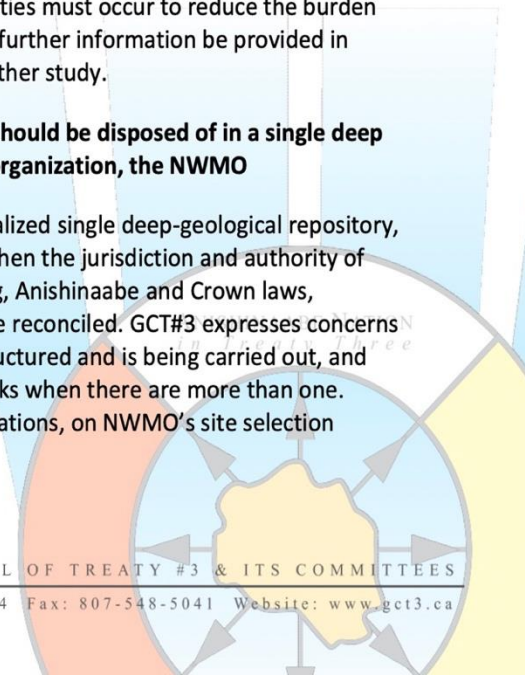 ties must occur to reduce the burden
further information be provided in
ther study.
hould be disposed of in a single deep
rganization, the NWMO
alized single deep-geological repository,
hen the jurisdiction and authority of
g, Anishinaabe and Crown laws,
e reconciled. GCT#3 expresses concerns
uctured and is being carried out, and
ks when there are more than one.
ations, on NWMO’s site selection
NATION
in Treaty Three
L OF TREATY #3 & ITS COMMITTEES
4 Fax: 807-548-5041 Website: www.gct3.ca